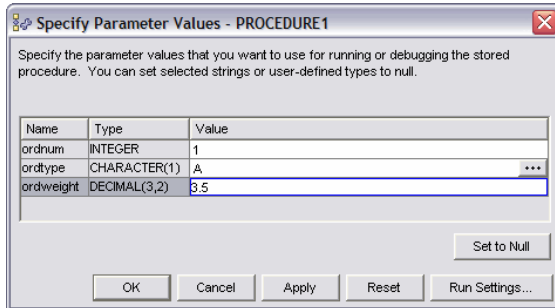 Specify Parameter Values - PROCEDURE1
Specify the parameter values that you want to use for running or debugging the stored
procedure. You can set selected strings or user-defined types to null.
Name Type Value
ordnum INTEGER 1
ordtype CHARACTER(1) A ...
ordweight DECIMAL(3,2) 3.5
Set to Null
OK Cancel Apply Reset Run Settings...